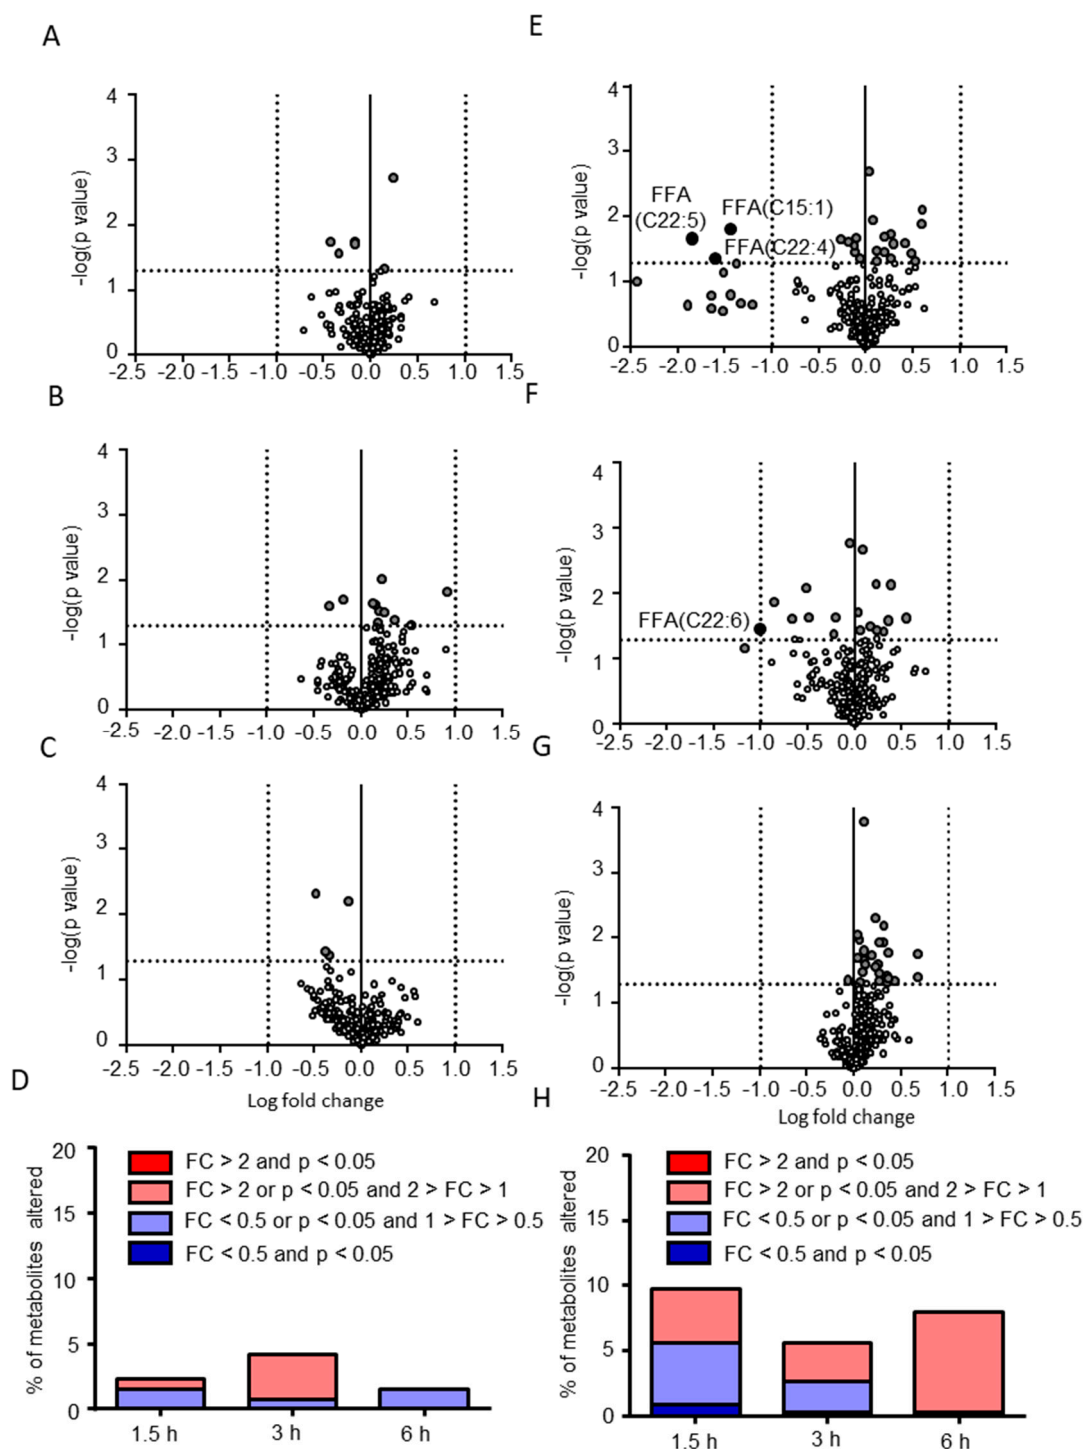 A
4
3
2
1
0
-log(p value)
-2.5 -2.0 -1.5 -1.0 -0.5 0.0 0.5 1.0 1.5
B
4
3
2
1
0
-log(p value)
-2.5 -2.0 -1.5 -1.0 -0.5 0.0 0.5 1.0 1.5
C
4
3
2
1
0
-log(p value)
-2.5 -2.0 -1.5 -1.0 -0.5 0.0 0.5 1.0 1.5
Log fold change
D
20
15
10
5
0
% of metabolites altered
FC > 2 and p < 0.05
FC > 2 or p < 0.05 and 2 > FC > 1
FC < 0.5 or p < 0.05 and 1 > FC > 0.5
FC < 0.5 and p < 0.05
1.5 h 3 h 6 h
E
4
3
2
1
0
-log(p value)
FFA
(C22:5)
FFA(C15:1)
FFA(C22:4)
-2.5 -2.0 -1.5 -1.0 -0.5 0.0 0.5 1.0 1.5
F
4
3
2
1
0
-log(p value)
FFA(C22:6)
-2.5 -2.0 -1.5 -1.0 -0.5 0.0 0.5 1.0 1.5
G
4
3
2
1
0
-log(p value)
-2.5 -2.0 -1.5 -1.0 -0.5 0.0 0.5 1.0 1.5
Log fold change
H
20
15
10
5
0
% of metabolites altered
FC > 2 and p < 0.05
FC > 2 or p < 0.05 and 2 > FC > 1
FC < 0.5 or p < 0.05 and 1 > FC > 0.5
FC < 0.5 and p < 0.05
1.5 h 3 h 6 h